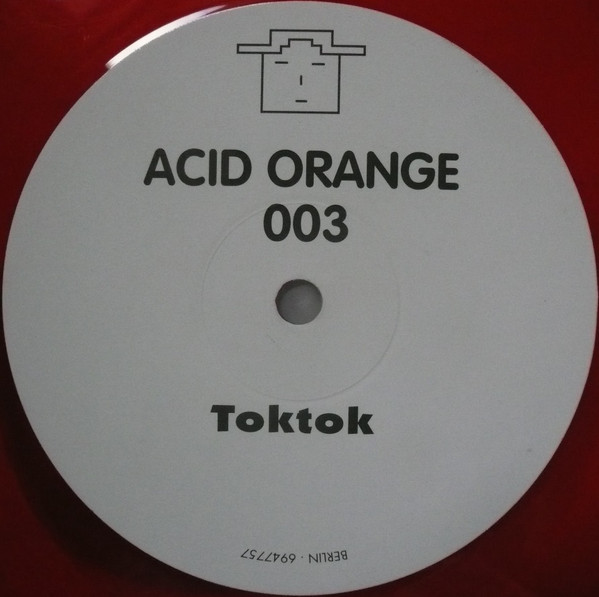 ACID ORANGE
003
Toktok
BERLIN · 6947757